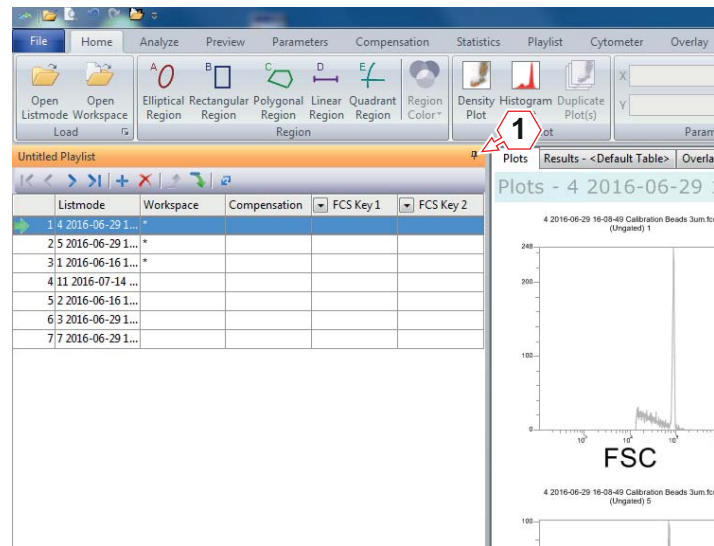 File Home Analyze Preview Parameters Compensation Statistics Playlist Cytometer Overlay
A B C D E
Open Listmode
Open Workspace
Elliptical Region
Rectangular Region
Polygonal Region
Linear Region
Quadrant Region
Region Color
Density Plot
Histogram
Duplicate Plot(s)
X
Y
Load Region ot Param
1
Untitled Playlist
Plots Results - <Default Table> Overla
Plots - 4 2016-06-29 1
Listmode Workspace Compensation FCS Key 1 FCS Key 2
1 4 2016-06-29 1... *
2 5 2016-06-29 1... *
3 1 2016-06-16 1... *
4 11 2016-07-14 ...
5 2 2016-06-16 1...
6 3 2016-06-29 1...
7 7 2016-06-29 1...
4 2016-06-29 16-08-49 Calibration Beads 3um.fc
(Ungated) 1
248
200
100
0
FSC
4 2016-06-29 16-08-49 Calibration Beads 3um.fc
(Ungated) 5
100